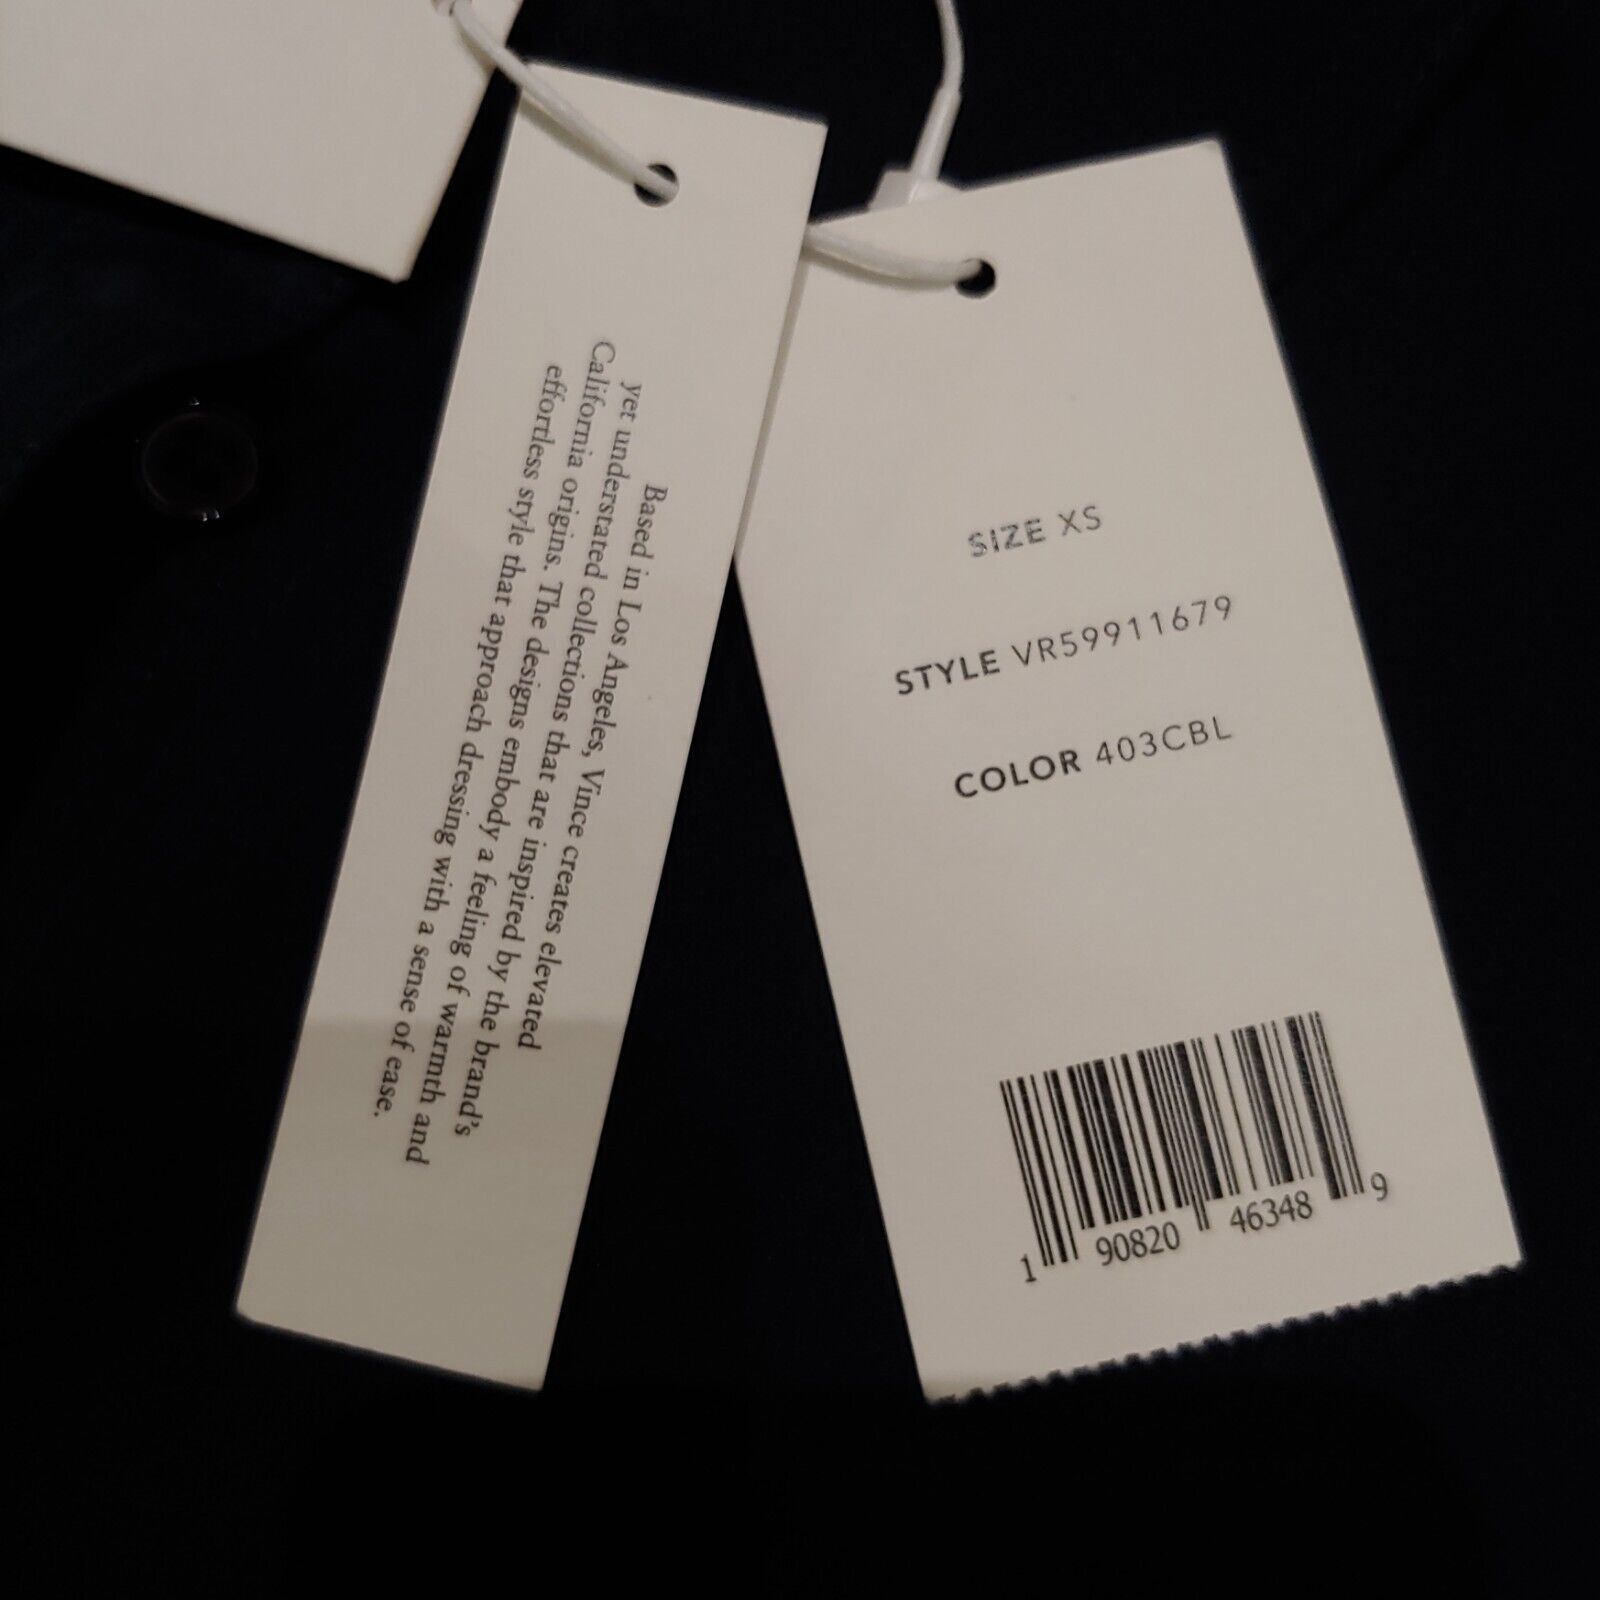 Based in Los Angeles, Vince creates elevated
yet understated collections that are inspired by the brand's
California origins. The designs embody a feeling of warmth and
effortless style that approach dressing with a sense of ease.
SIZE XS
STYLE VR59911679
COLOR 403CBL
1 90820 46348 9